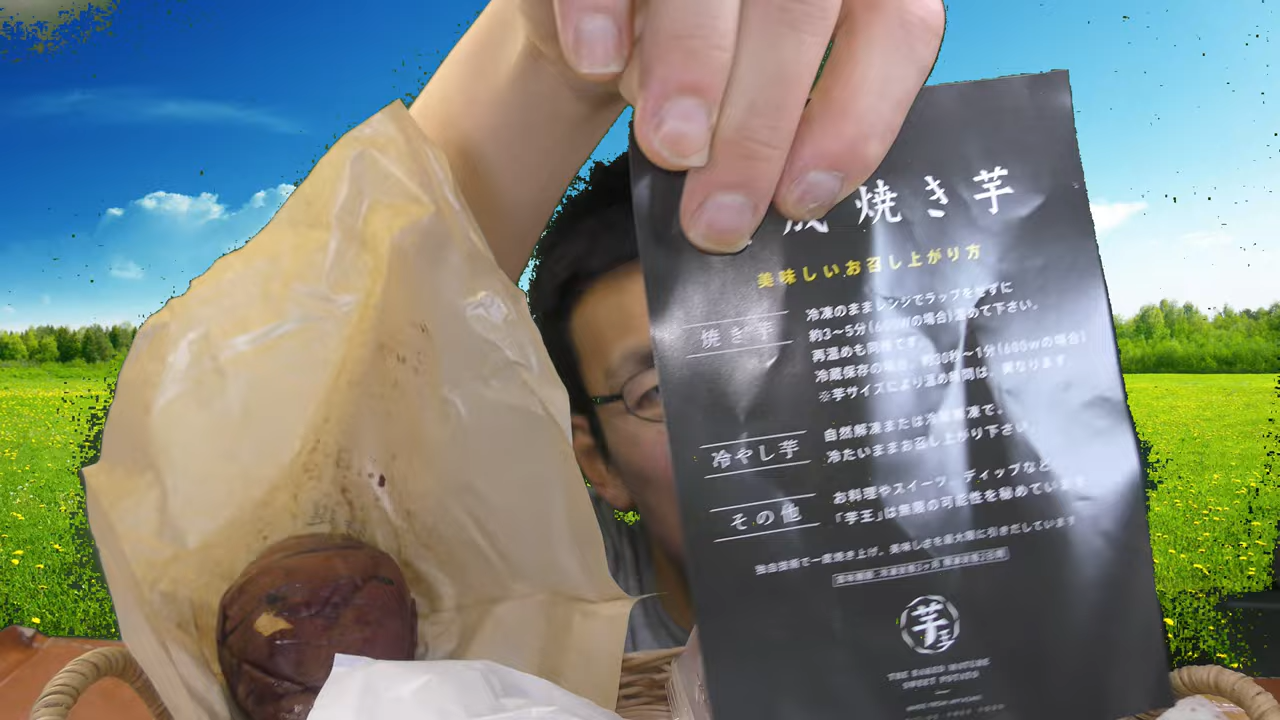 成 焼き芋
美味しいお召し上がり方
焼き芋
冷凍のままレンジでラップをせずに
約3〜5分(600Wの場合)温めて下さい。
再温めも同様です。
冷蔵保存の場合、約30秒〜1分(600wの場合)
※芋サイズにより温め時間は、異なります。
冷やし芋
自然解凍または冷蔵解凍で。
冷たいままお召し上がり下さい。
その他
お料理やスイーツ、ディップなど
「芋王」は無限の可能性を秘めています
独自技術で一度焼き上げ、美味しさを最大限に引きだしています
芋王
THE BAKED MATURE
SWEET POTATO